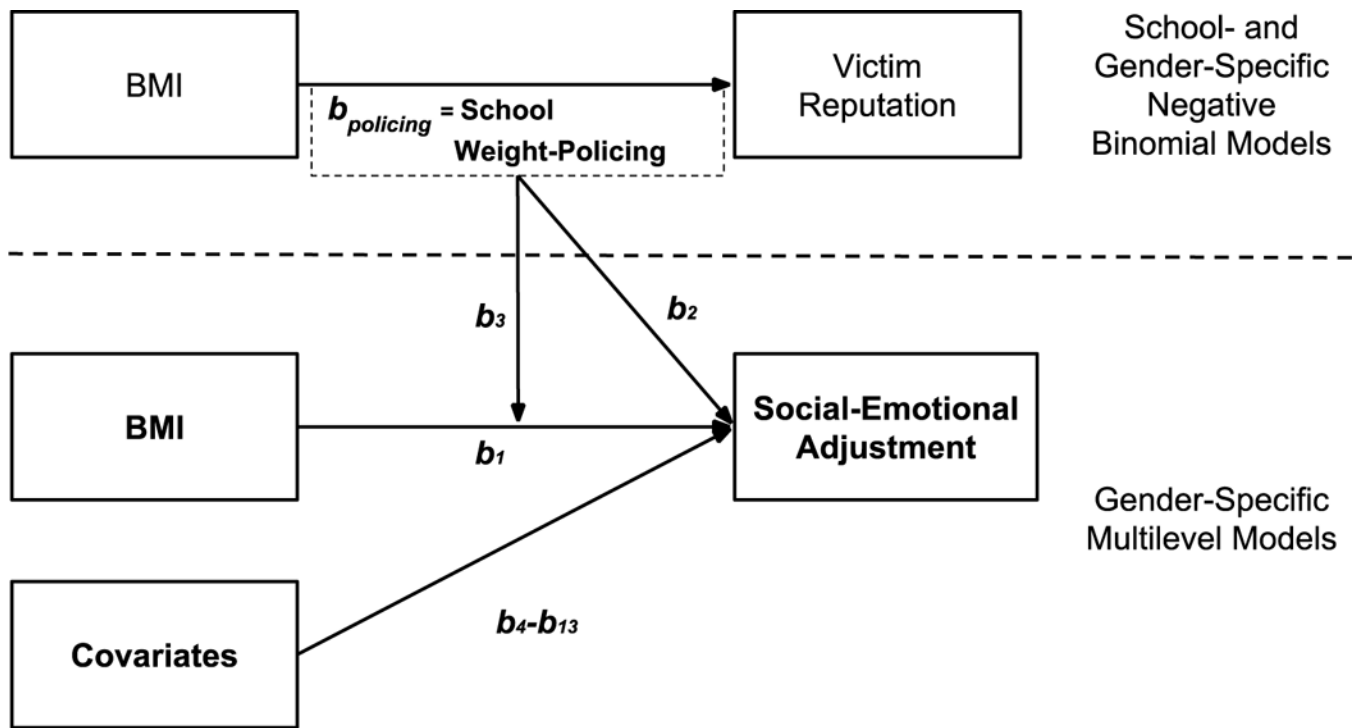 BMI
b policing = School
Weight-Policing
Victim
Reputation
School- and
Gender-Specific
Negative
Binomial Models
b3
b2
BMI
b1
Social-Emotional
Adjustment
Gender-Specific
Multilevel Models
Covariates
b4-b13